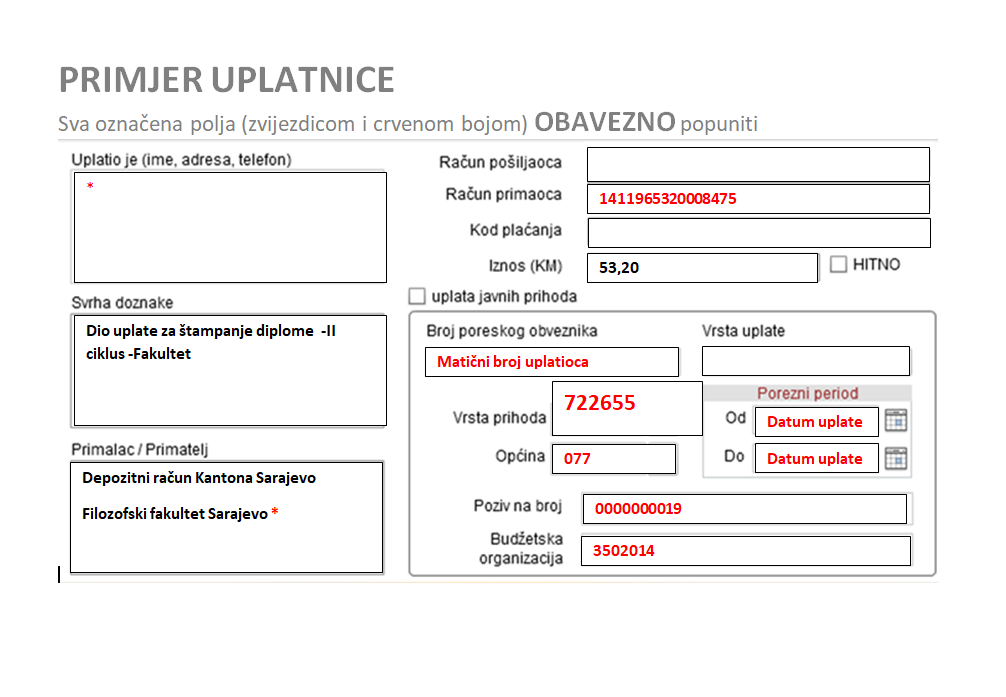 PRIMJER UPLATNICE
Sva označena polja (zvijezdicom i crvenom bojom) OBAVEZNO popuniti
Uplatio je (ime, adresa, telefon)
*
Svrha doznake
Dio uplate za štampanje diplome -II
ciklus -Fakultet
Primalac / Primatelj
Depozitni račun Kantona Sarajevo
Filozofski fakultet Sarajevo *
Račun pošiljaoca
Račun primaoca 1411965320008475
Kod plaćanja
Iznos (KM) 53,20 HITNO
uplata javnih prihoda
Broj poreskog obveznika Vrsta uplate
Matični broj uplatioca
Vrsta prihoda 722655
Porezni period
Od Datum uplate
Općina 077
Do Datum uplate
Poziv na broj 0000000019
Budžetska
organizacija 3502014